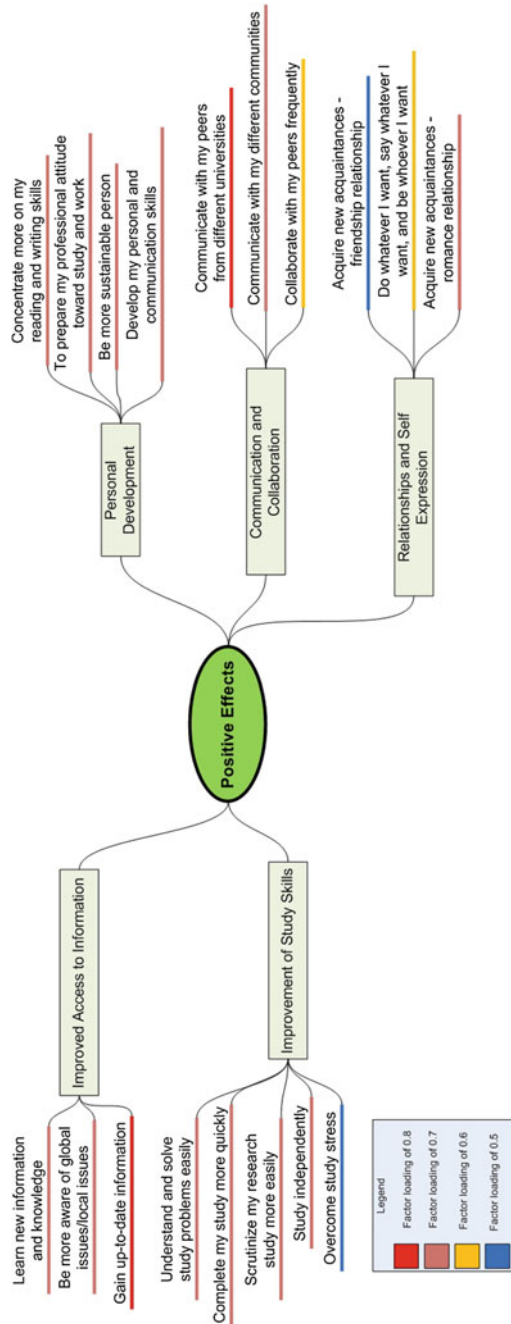 Positive Effects
Improved Access to Information
Learn new information
and knowledge
Be more aware of global
issues/local issues
Gain up-to-date information
Improvement of Study Skills
Understand and solve
study problems easily
Complete my study more quickly
Scrutinize my research
study more easily
Study independently
Overcome study stress
Personal
Development
Concentrate more on my
reading and writing skills
To prepare my professional attitude
toward study and work
Be more sustainable person
Develop my personal and
communication skills
Communication and
Collaboration
Communicate with my peers
from different universities
Communicate with my different communities
Collaborate with my peers frequently
Relationships and Self
Expression
Acquire new acquaintances -
friendship relationship
Do whatever I want, say whatever I
want, and be whoever I want
Acquire new acquaintances -
romance relationship
Legend
Factor loading of 0.8
Factor loading of 0.7
Factor loading of 0.6
Factor loading of 0.5